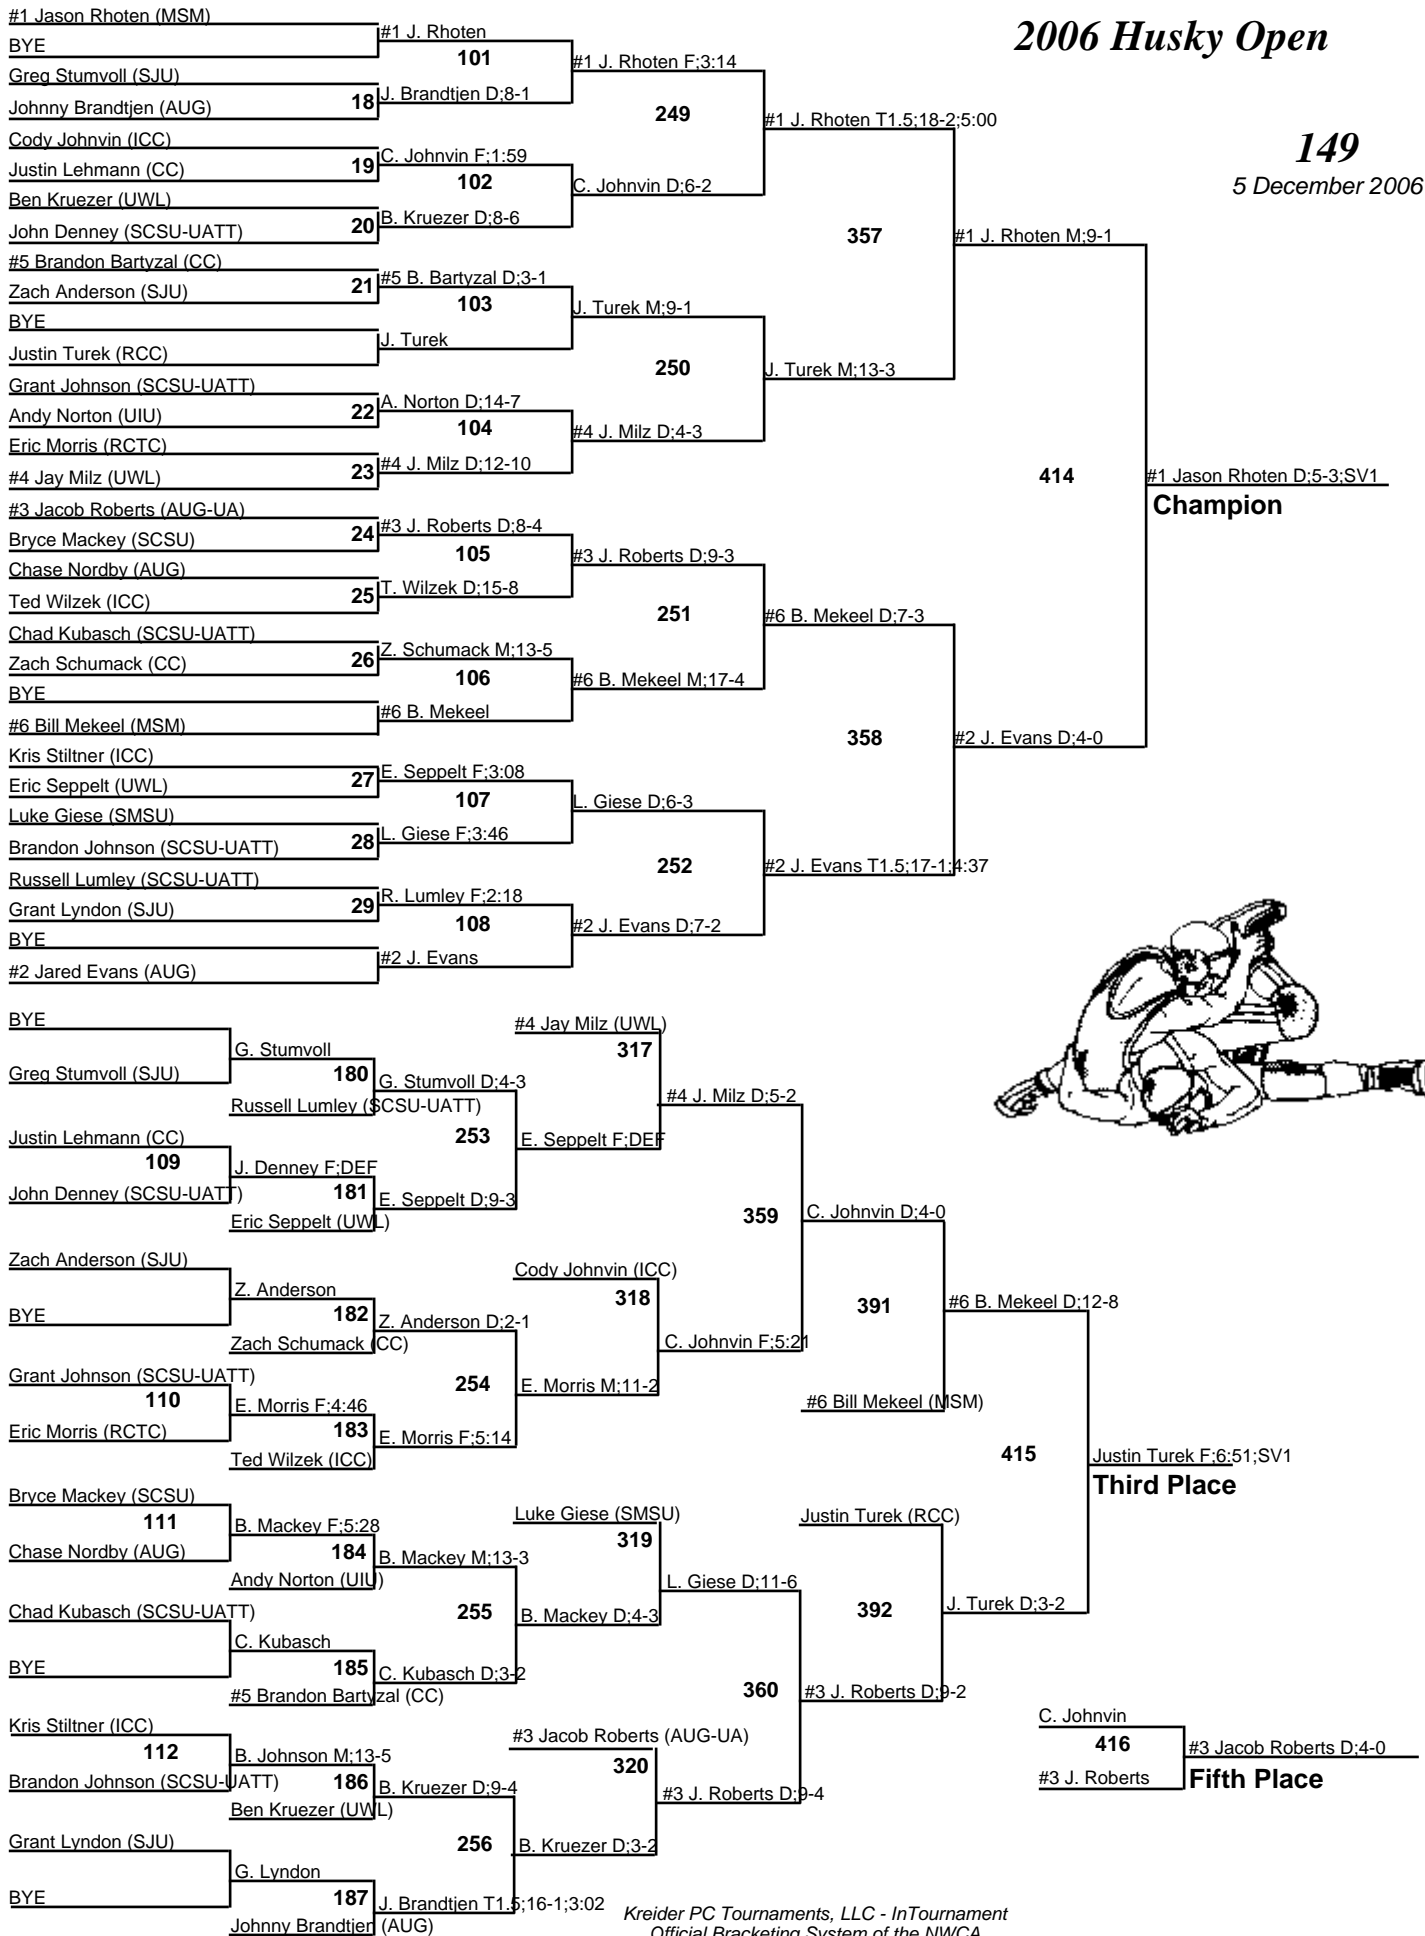 2006 Husky Open
149
5 December 2006
#1 Jason Rhoten (MSM)
BYE
Greg Stumvoll (SJU)
Johnny Brandtjen (AUG)
Cody Johnvin (ICC)
Justin Lehmann (CC)
Ben Kruezer (UWL)
John Denney (SCSU-UATT)
#5 Brandon Bartyzal (CC)
Zach Anderson (SJU)
BYE
Justin Turek (RCC)
Grant Johnson (SCSU-UATT)
Andy Norton (UIU)
Eric Morris (RCTC)
#4 Jay Milz (UWL)
#3 Jacob Roberts (AUG-UA)
Bryce Mackey (SCSU)
Chase Nordby (AUG)
Ted Wilzek (ICC)
Chad Kubasch (SCSU-UATT)
Zach Schumack (CC)
BYE
#6 Bill Mekeel (MSM)
Kris Stiltner (ICC)
Eric Seppelt (UWL)
Luke Giese (SMSU)
Brandon Johnson (SCSU-UATT)
Russell Lumley (SCSU-UATT)
Grant Lyndon (SJU)
BYE
#2 Jared Evans (AUG)
18
19
20
21
22
23
24
25
26
27
28
29
#1 J. Rhoten
101
J. Brandtjen D;8-1
C. Johnvin F;1:59
102
B. Kruezer D;8-6
#5 B. Bartyzal D;3-1
103
J. Turek
A. Norton D;14-7
104
#4 J. Milz D;12-10
#3 J. Roberts D;8-4
105
T. Wilzek D;15-8
Z. Schumack M;13-5
106
#6 B. Mekeel
E. Seppelt F;3:08
107
L. Giese F;3:46
R. Lumley F;2:18
108
#2 J. Evans
#1 J. Rhoten F;3:14
249
C. Johnvin D;6-2
J. Turek M;9-1
250
#4 J. Milz D;4-3
#3 J. Roberts D;9-3
251
#6 B. Mekeel M;17-4
L. Giese D;6-3
252
#2 J. Evans D;7-2
#1 J. Rhoten T1.5;18-2;5:00
357
J. Turek M;13-3
#6 B. Mekeel D;7-3
358
#2 J. Evans T1.5;17-1;4:37
#1 J. Rhoten M;9-1
414
#2 J. Evans D;4-0
#1 Jason Rhoten D;5-3;SV1
Champion
BYE
Greg Stumvoll (SJU)
Justin Lehmann (CC)
109
John Denney (SCSU-UATT)
Zach Anderson (SJU)
BYE
Grant Johnson (SCSU-UATT)
110
Eric Morris (RCTC)
Bryce Mackey (SCSU)
111
Chase Nordby (AUG)
Chad Kubasch (SCSU-UATT)
BYE
Kris Stiltner (ICC)
112
Brandon Johnson (SCSU-UATT)
Grant Lyndon (SJU)
BYE
G. Stumvoll
180
Russell Lumley (SCSU-UATT)
J. Denney F;DEF
181
Eric Seppelt (UWL)
Z. Anderson
182
Zach Schumack (CC)
E. Morris F;4:46
183
Ted Wilzek (ICC)
B. Mackey F;5:28
184
Andy Norton (UIU)
C. Kubasch
185
#5 Brandon Bartyzal (CC)
B. Johnson M;13-5
186
Ben Kruezer (UWL)
G. Lyndon
187
Johnny Brandtjen (AUG)
G. Stumvoll D;4-3
253
E. Seppelt D;9-3
Z. Anderson D;2-1
254
E. Morris F;5:14
B. Mackey M;13-3
255
C. Kubasch D;3-2
B. Kruezer D;9-4
256
J. Brandtjen T1.5;16-1;3:02
#4 Jay Milz (UWL)
317
E. Seppelt F;DEF
Cody Johnvin (ICC)
318
E. Morris M;11-2
Luke Giese (SMSU)
319
B. Mackey D;4-3
#3 Jacob Roberts (AUG-UA)
320
B. Kruezer D;3-2
#4 J. Milz D;5-2
359
C. Johnvin F;5:21
L. Giese D;11-6
360
#3 J. Roberts D;9-4
C. Johnvin D;4-0
391
#6 Bill Mekeel (MSM)
Justin Turek (RCC)
392
#3 J. Roberts D;9-2
#6 B. Mekeel D;12-8
415
J. Turek D;3-2
Justin Turek F;6:51;SV1
Third Place
C. Johnvin
416
#3 J. Roberts
#3 Jacob Roberts D;4-0
Fifth Place
Kreider PC Tournaments, LLC - InTournament
Official Bracketing System of the NWCA